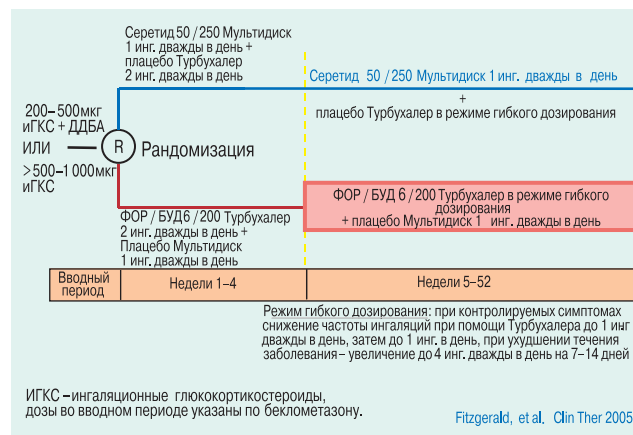 Серетид 50/250 Мультидиск
1 инг. дважды в день +
плацебо Турбухалер
2 инг. дважды в день
Серетид 50/250 Мультидиск 1 инг. дважды в день
+
плацебо Турбухалер в режиме гибкого дозирования
200–500мкг
иГКС + ДДБА
ИЛИ
>500–1 000мкг
иГКС
R
Рандомизация
ФОР / БУД 6/200 Турбухалер
2 инг. дважды в день +
Плацебо Мультидиск
1 инг. дважды в день
ФОР / БУД 6/200 Турбухалер в режиме гибкого
дозирования
+ плацебо Мультидиск 1 инг. дважды в день
Вводный
период
Недели 1–4
Недели 5–52
Режим гибкого дозирования: при контролируемых симптомах
снижение частоты ингаляций при помощи Турбухалера до 1 инг
дважды в день, затем до 1 инг. в день, при ухудшении течения
заболевания– увеличение до 4 инг. дважды в день на 7–14 дней
ИГКС –ингаляционные глюкокортикостероиды,
дозы во вводном периоде указаны по беклометазону.
Fitzgerald, et al. Clin Ther 2005